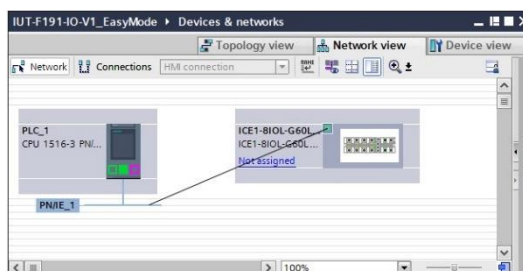 IUT-F191-IO-V1_EasyMode ▸ Devices & networks
Topology view Network view Device view
Network Connections HMI connection
PLC_1
CPU 1516-3 PN/...
ICE1-8IOL-G60L...
ICE1-8IOL-G60L...
Not assigned
PN/IE_1
100%